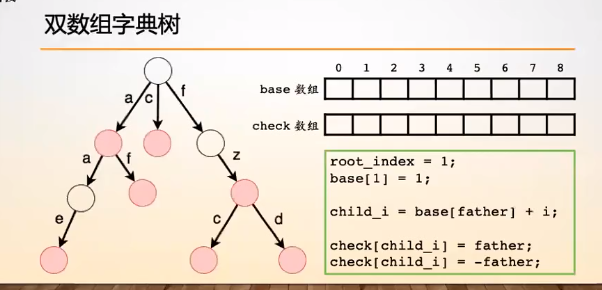 双数组字典树
a c f
a f z
e c d
0 1 2 3 4 5 6 7 8
base 数组
check 数组
root_index = 1;
base[1] = 1;
child_i = base[father] + i;
check[child_i] = father;
check[child_i] = -father;